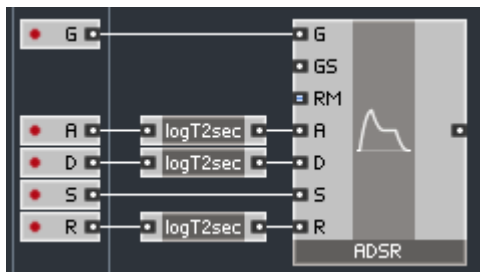 G G
GS
RM
A logT2sec A
D logT2sec D
S S
R logT2sec R
ADSR